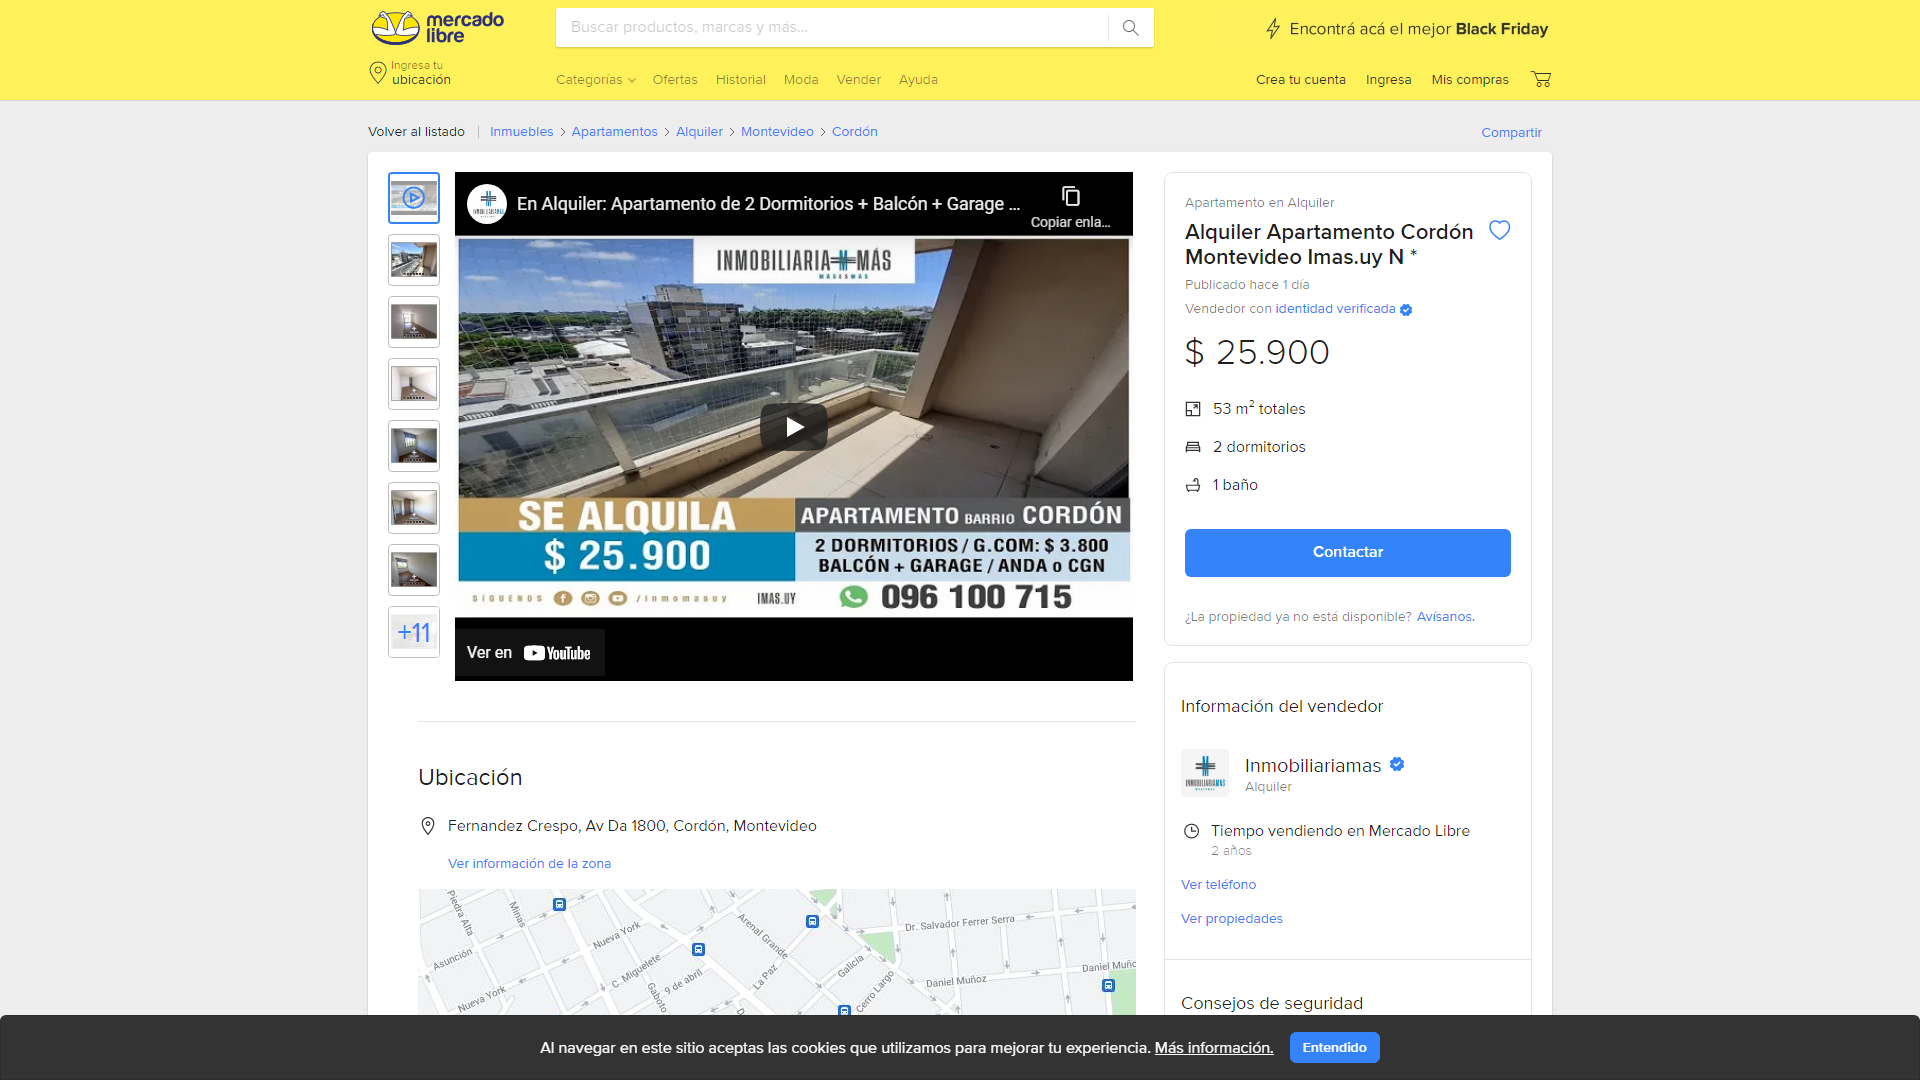 mercado
libre
Buscar productos, marcas y más...
Encontrá acá el mejor Black Friday
Ingresa tu
ubicación
Categorías
Ofertas
Historial
Moda
Vender
Ayuda
Crea tu cuenta
Ingresa
Mis compras
Volver al listado
Inmuebles
Apartamentos
Alquiler
Montevideo
Cordón
Compartir
En Alquiler: Apartamento de 2 Dormitorios + Balcón + Garage ...
Copiar enla...
INMOBILIARIA MÁS
MASESMÁS
SE ALQUILA
$ 25.900
APARTAMENTO BARRIO CORDÓN
2 DORMITORIOS / G.COM: $ 3.800
BALCÓN + GARAGE / ANDA o CGN
SIGUENOS
/inmomasuy
IMAS.UY
096 100 715
Ver en YouTube
+11
Apartamento en Alquiler
Alquiler Apartamento Cordón
Montevideo Imas.uy N *
Publicado hace 1 día
Vendedor con identidad verificada
$ 25.900
53 m² totales
2 dormitorios
1 baño
Contactar
¿La propiedad ya no está disponible? Avísanos.
Ubicación
Fernandez Crespo, Av Da 1800, Cordón, Montevideo
Ver información de la zona
Piedra Alta
Minas
Nueva York
Asunción
Nueva York
C. Miguelete
Gaboto
9 de abril
La Paz
Arenal Grande
Galicia
Cerro Largo
Dr. Salvador Ferrer Serra
Daniel Muñoz
Daniel Muñoz
Información del vendedor
INMOBILIARIAMAS
Inmobiliariamas
Alquiler
Tiempo vendiendo en Mercado Libre
2 años
Ver teléfono
Ver propiedades
Consejos de seguridad
Al navegar en este sitio aceptas las cookies que utilizamos para mejorar tu experiencia. Más información.
Entendido